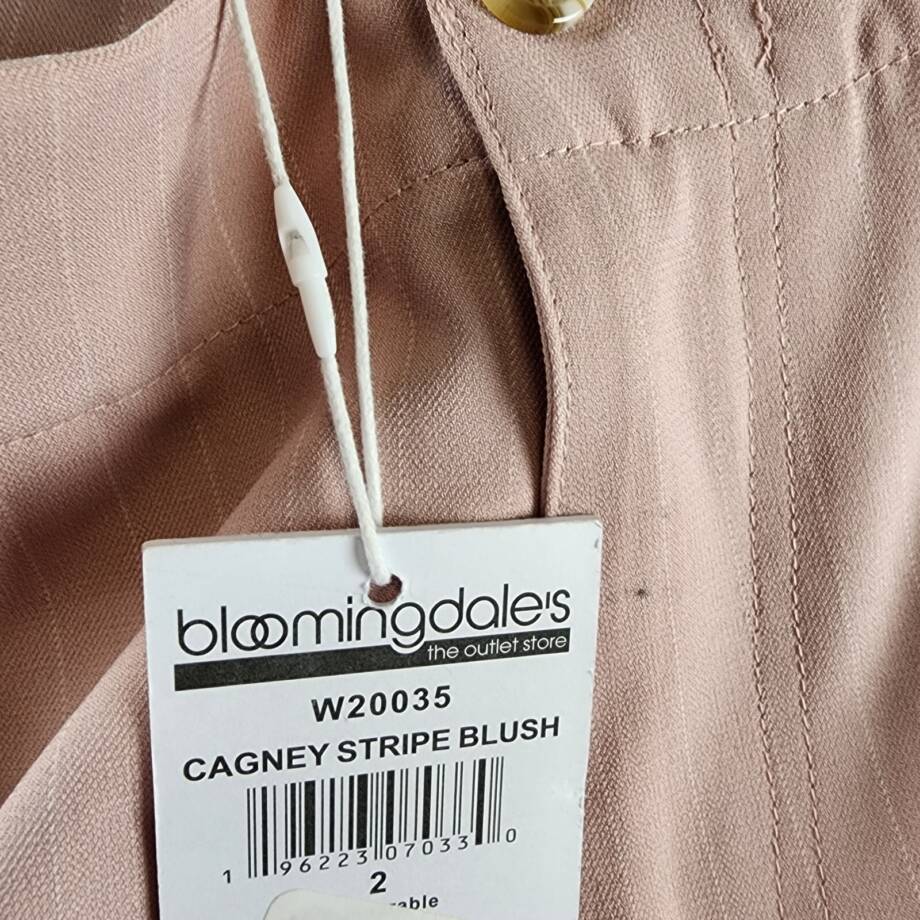 bloomingdale's
the outlet store
W20035
CAGNEY STRIPE BLUSH
1 96223 07033 0
2